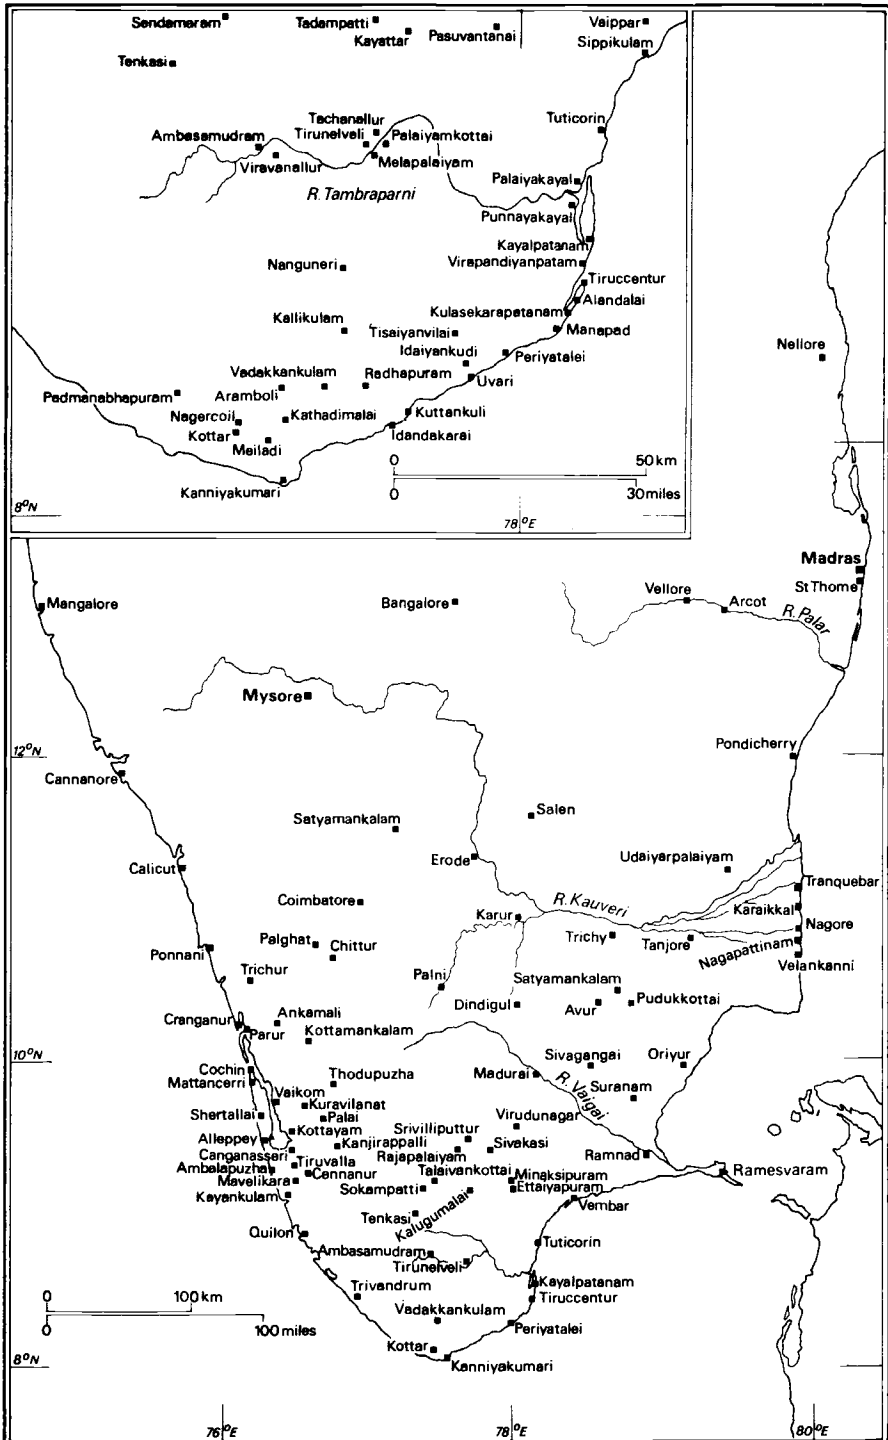 Sendamaram
Tadampatti
Kayattar
Pasuvantanai
Vaippar
Sippikulam
Tenkasi
Tuticorin
Tachanallur
Ambasamudram
Tirunelveli
Palaiyamkottai
Viravanallur
Melapalaiyam
R. Tambraparni
Palaiyakayal
Punnayakayal
Kayalpatanam
Nanguneri
Virapandiyanpatam
Tiruccentur
Alandalai
Kulasekarapatanam
Kallikulam
Tisaiyanvilai
Manapad
Idaiyankudi
Periyatalei
Vadakkankulam
Radhapuram
Uvari
Padmanabhapuram
Aramboli
Nagercoil
Kathadimalai
Kuttankuli
Kottar
Meiladi
Idandakarai
Kanniyakumari
0 50 km
0 30 miles
8°N
78°E
Nellore
Madras
St Thome
Mangalore
Bangalore
Vellore
Arcot
R. Palar
Mysore
12°N
Pondicherry
Cannanore
Satyamankalam
Salen
Erode
Udaiyarpalaiyam
Calicut
Tranquebar
Coimbatore
R. Kauveri
Karaikkal
Karur
Nagore
Palghat
Chittur
Trichy
Tanjore
Nagapattinam
Ponnani
Velankanni
Trichur
Palni
Satyamankalam
Dindigul
Avur
Pudukkottai
Cranganur
Ankamali
Parur
Kottamankalam
10°N
Sivagangai
Oriyur
Cochin
Mattancerri
Thodupuzha
Madurai
R. Vaigai
Suranam
Vaikom
Kuravilanat
Shertallai
Palai
Virudunagar
Srivilliputtur
Alleppey
Kottayam
Kanjirappalli
Sivakasi
Canganasseri
Rajapalaiyam
Ramnad
Ambalapuzha
Tiruvalla
Cennanur
Talaivankottai
Minaksipuram
Ramesvaram
Mavelikara
Sokampatti
Ettaiyapuram
Kayankulam
Kalugumalai
Vembar
Tenkasi
Quilon
Ambasamudram
Tuticorin
Tirunelveli
Kayalpatanam
Trivandrum
Tiruccentur
0 100 km
Vadakkankulam
0 100 miles
Periyatalei
Kottar
Kanniyakumari
8°N
76°E
78°E
80°E